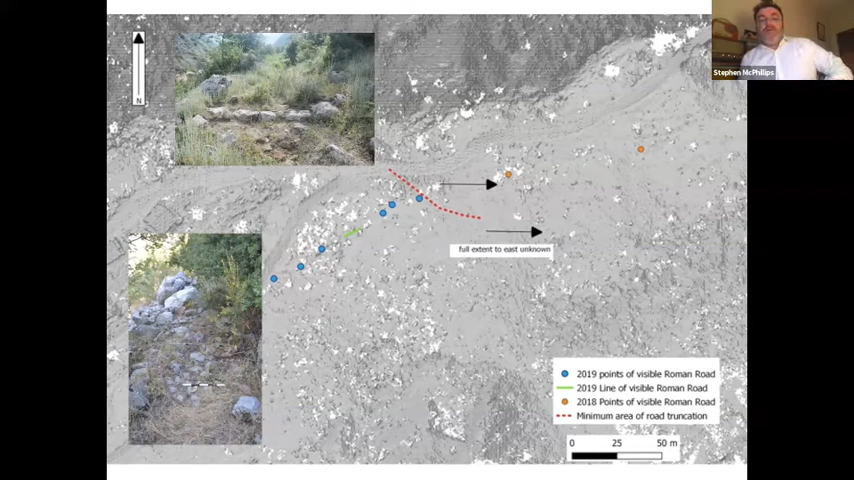 Stephen McPhilips
N
full extent to east unknown
2019 points of visible Roman Road
2019 Line of visible Roman Road
2018 Points of visible Roman Road
Minimum area of road truncation
0 25 50 m